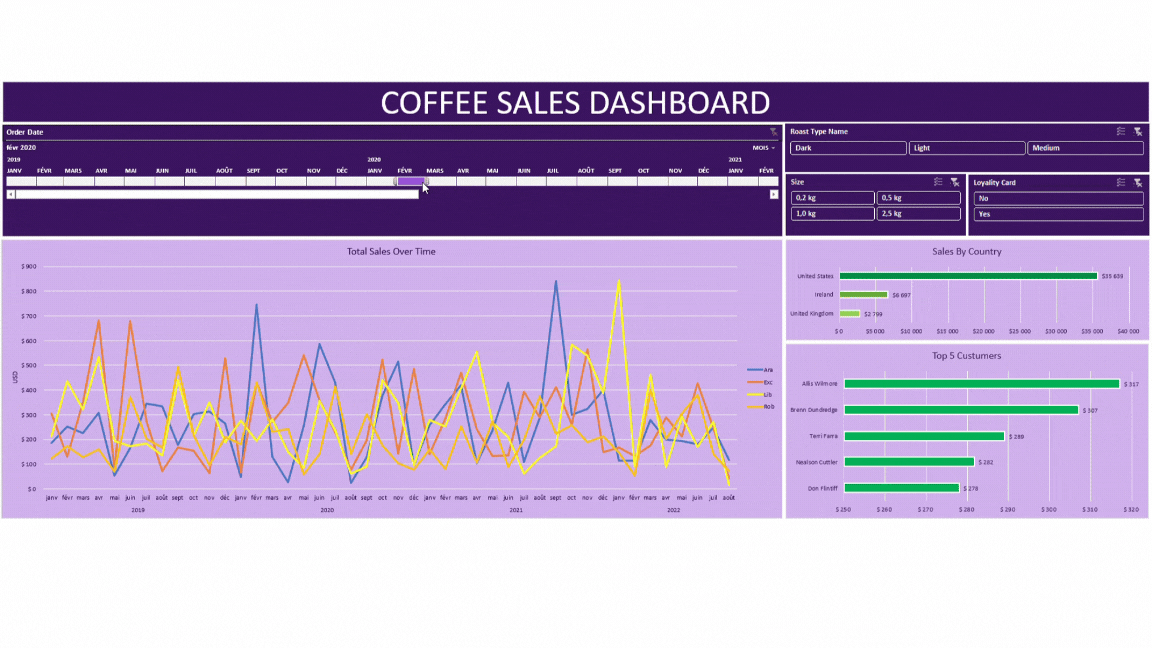 COFFEE SALES DASHBOARD
Order Date
févr 2020
MOIS
2019 2020 2021
JANV FÉVR MARS AVR MAI JUIN JUIL AOÛT SEPT OCT NOV DÉC JANV FÉVR MARS AVR MAI JUIN JUIL AOÛT SEPT OCT NOV DÉC JANV FÉVR
Roast Type Name
Dark Light Medium
Size
0,2 kg 0,5 kg
1,0 kg 2,5 kg
Loyality Card
No
Yes
Total Sales Over Time
$ 900
$ 800
$ 700
$ 600
$ 500
$ 400
$ 300
$ 200
$ 100
$ 0
USD
janv févr mars avr mai juin juil août sept oct nov déc janv févr mars avr mai juin juil août sept oct nov déc janv févr mars avr mai juin juil août sept oct nov déc janv févr mars avr mai juin juil août
2019 2020 2021 2022
Ara
Exc
Lib
Rob
Sales By Country
United States
Ireland $6 697
United Kingdom $2 799
$ 0 $5 000 $10 000 $15 000 $20 000 $25 000 $30 000 $35 000 $40 000
Top 5 Custumers
Allis Wilmore $ 317
Brenn Dundredge $ 307
Terri Farra $ 289
Nealson Cuttler $ 282
Don Flintiff $ 278
$ 250 $ 260 $ 270 $ 280 $ 290 $ 300 $ 310 $ 320